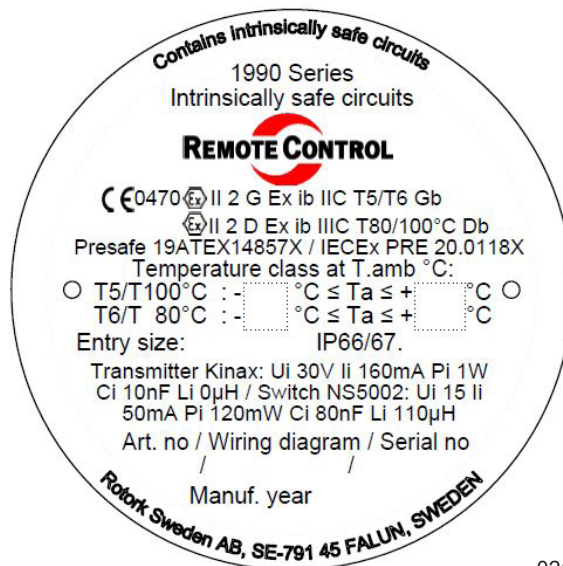 Contains intrinsically safe circuits
1990 Series
Intrinsically safe circuits
REMOTE CONTROL
CE0470 Ex II 2 G Ex ib IIC T5/T6 Gb
Ex II 2 D Ex ib IIIC T80/100°C Db
Presafe 19ATEX14857X / IECEx PRE 20.0118X
Temperature class at T.amb °C:
T5/T100°C : - °C ≤ Ta ≤ + °C
T6/T 80°C : - °C ≤ Ta ≤ + °C
Entry size: IP66/67.
Transmitter Kinax: Ui 30V Ii 160mA Pi 1W
Ci 10nF Li 0µH / Switch NS5002: Ui 15 Ii
50mA Pi 120mW Ci 80nF Li 110µH
Art. no / Wiring diagram / Serial no
/ /
Manuf. year
Rotork Sweden AB, SE-791 45 FALUN, SWEDEN